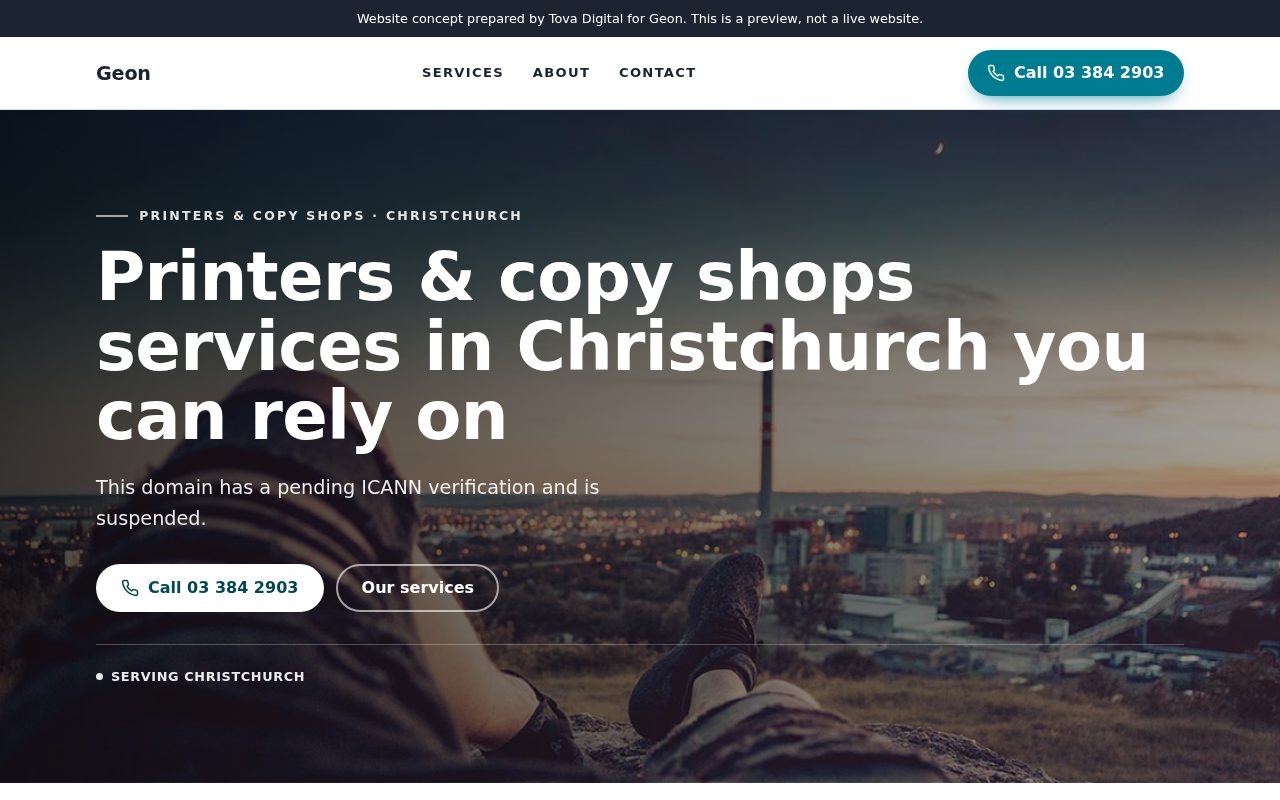 Website concept prepared by Tova Digital for Geon. This is a preview, not a live website.
Geon
SERVICES
ABOUT
CONTACT
Call 03 384 2903
PRINTERS & COPY SHOPS · CHRISTCHURCH
Printers & copy shops
services in Christchurch you
can rely on
This domain has a pending ICANN verification and is
suspended.
Call 03 384 2903
Our services
SERVING CHRISTCHURCH